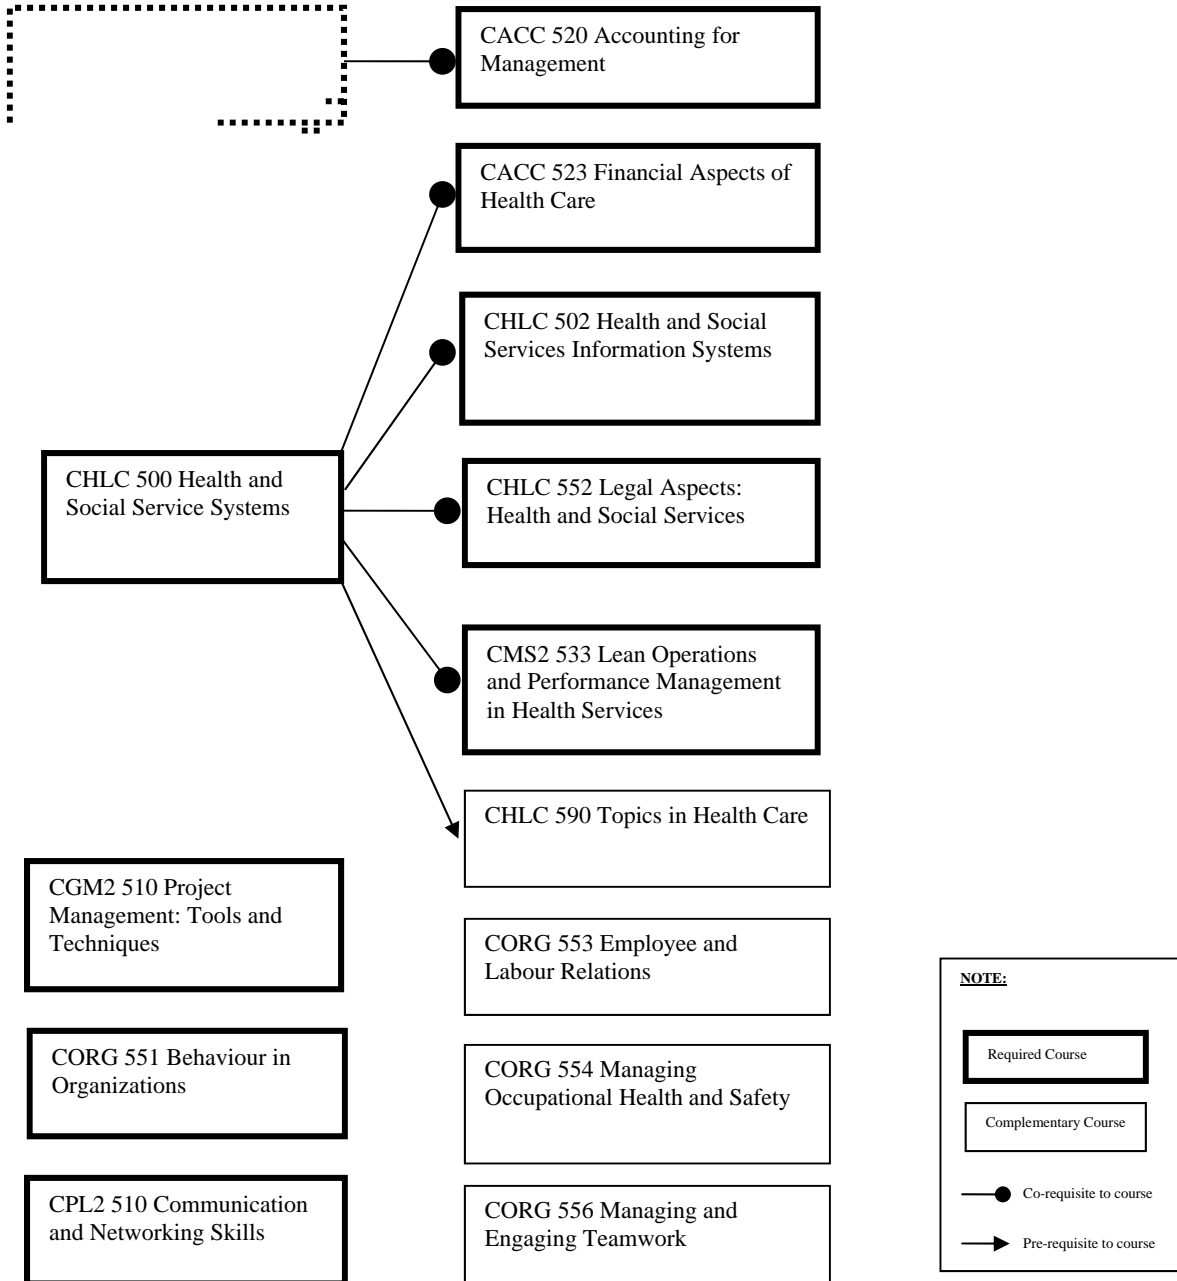 CACC 520 Accounting for
Management
CACC 523 Financial Aspects of
Health Care
CHLC 502 Health and Social
Services Information Systems
CHLC 500 Health and
Social Service Systems
CHLC 552 Legal Aspects:
Health and Social Services
CMS2 533 Lean Operations
and Performance Management
in Health Services
CHLC 590 Topics in Health Care
CGM2 510 Project
Management: Tools and
Techniques
CORG 553 Employee and
Labour Relations
CORG 551 Behaviour in
Organizations
CORG 554 Managing
Occupational Health and Safety
CPL2 510 Communication
and Networking Skills
CORG 556 Managing and
Engaging Teamwork
NOTE:
Required Course
Complementary Course
Co-requisite to course
Pre-requisite to course